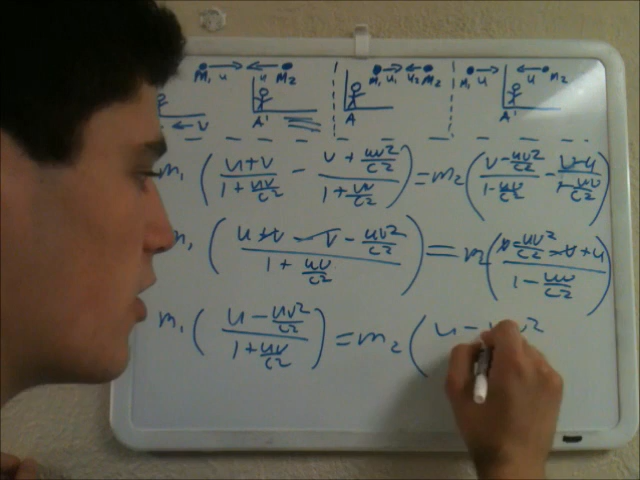 m₁ u u m₂ m₁ u u₂ m₂ m₁ u u m₂
v A' A A'
m₁ ( (u+v)/(1+uv/c2) - (v+uv²/c2)/(1+uv/c2) ) = m₂ ( (v-uv²/c2)/(1-uv/c2) - (v-u)/(1-uv/c2) )
m₁ ( (u+v-v-uv²/c2)/(1+uv/c2) ) = m ( (v-uv²/c2-v+u)/(1-uv/c2) )
m₁ ( (u-uv²/c2)/(1+uv/c2) ) = m₂ ( u-uv²